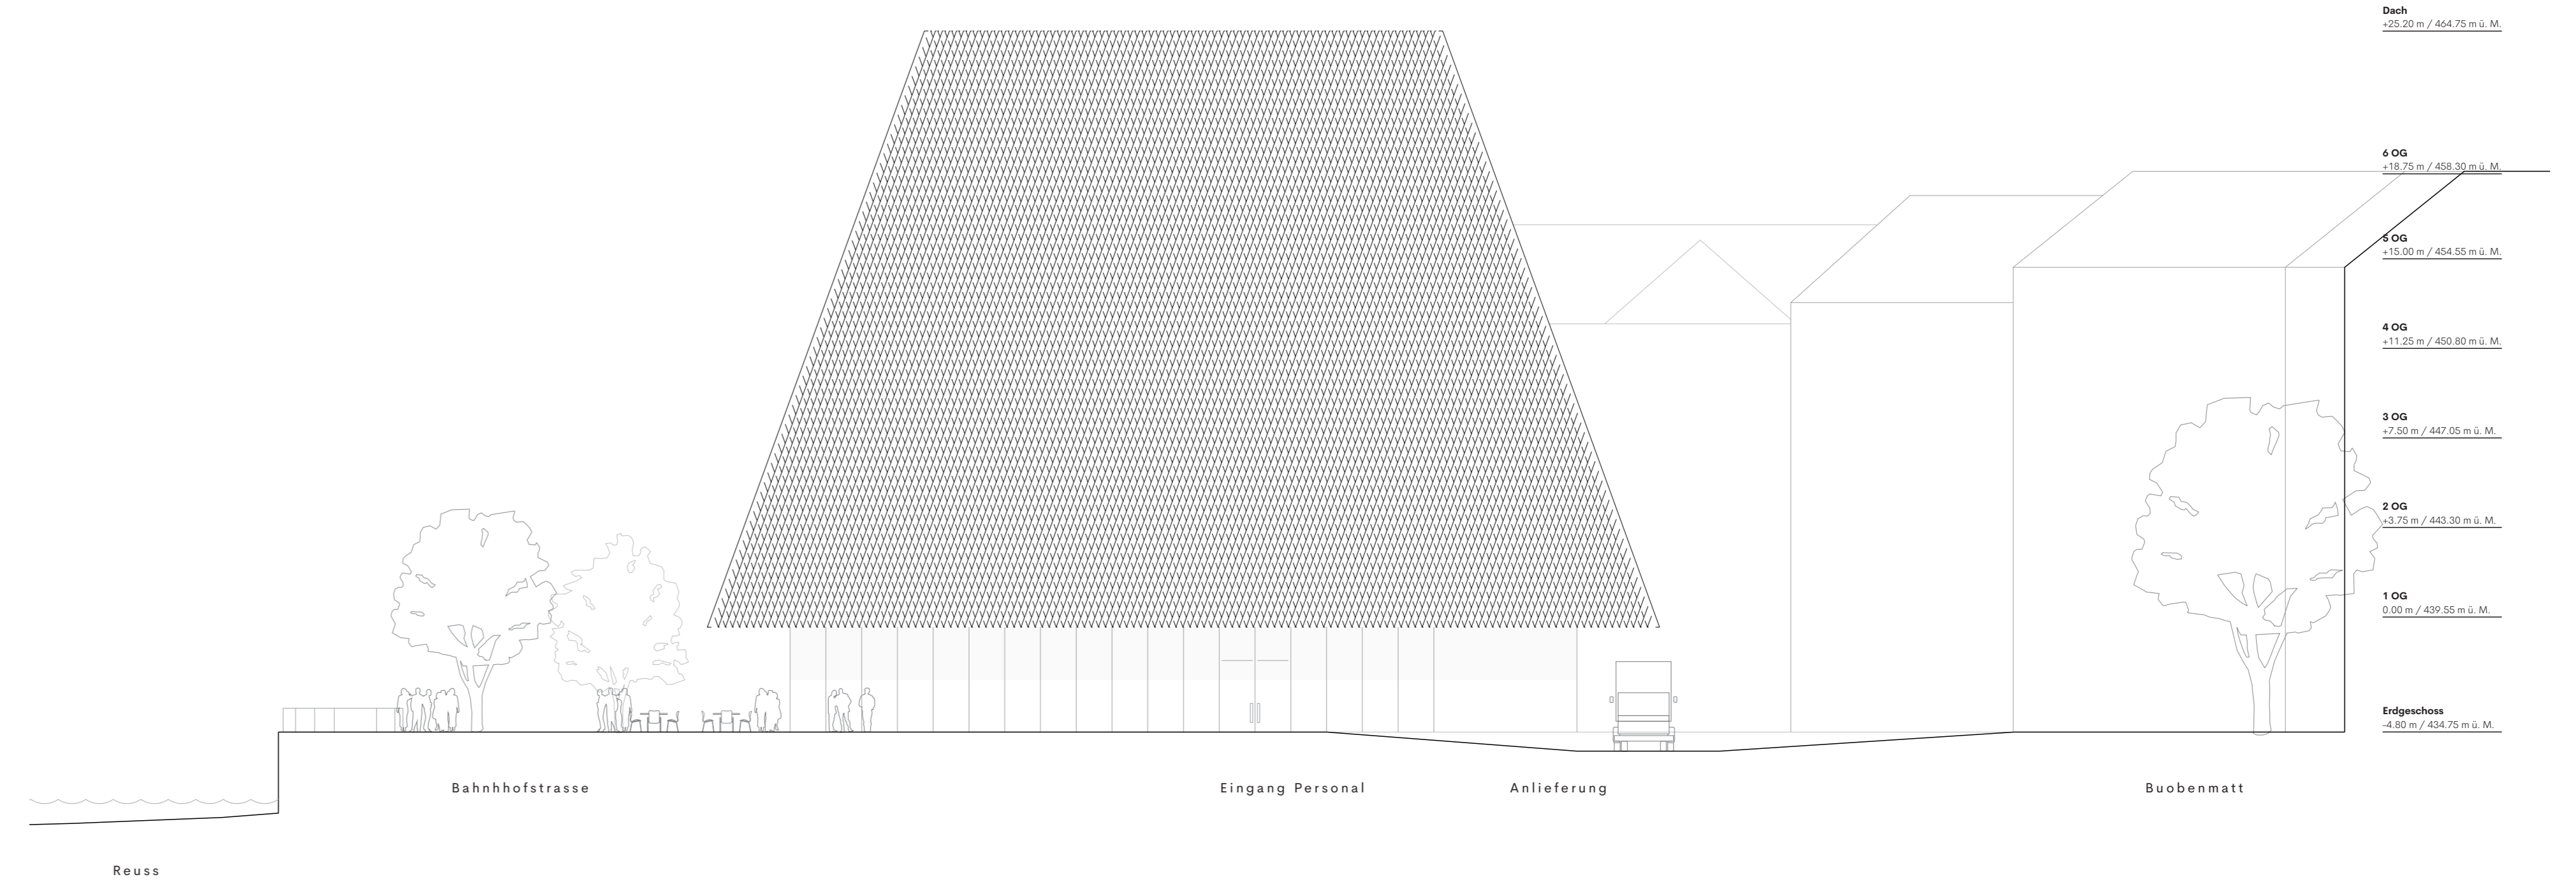 Dach
+25.20 m / 464.75 m ü. M.
6 OG
+18.75 m / 458.30 m ü. M.
5 OG
+15.00 m / 454.55 m ü. M.
4 OG
+11.25 m / 450.80 m ü. M.
3 OG
+7.50 m / 447.05 m ü. M.
2 OG
+3.75 m / 443.30 m ü. M.
1 OG
0.00 m / 439.55 m ü. M.
Erdgeschoss
-4.80 m / 434.75 m ü. M.
Bahnhhofstrasse
Eingang Personal
Anlieferung
Buobenmatt
Reuss